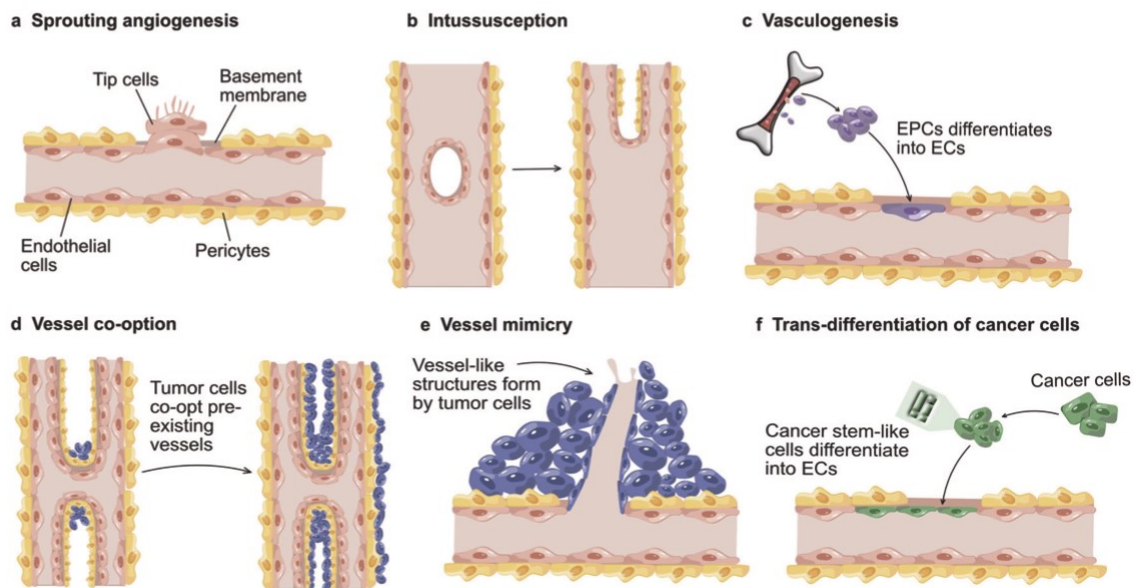 a Sprouting angiogenesis
Tip cells
Basement
membrane
Endothelial
cells
Pericytes
b Intussusception
c Vasculogenesis
EPCs differentiates
into ECs
d Vessel co-option
Tumor cells
co-opt pre-
existing
vessels
e Vessel mimicry
Vessel-like
structures form
by tumor cells
f Trans-differentiation of cancer cells
Cancer cells
Cancer stem-like
cells differentiate
into ECs